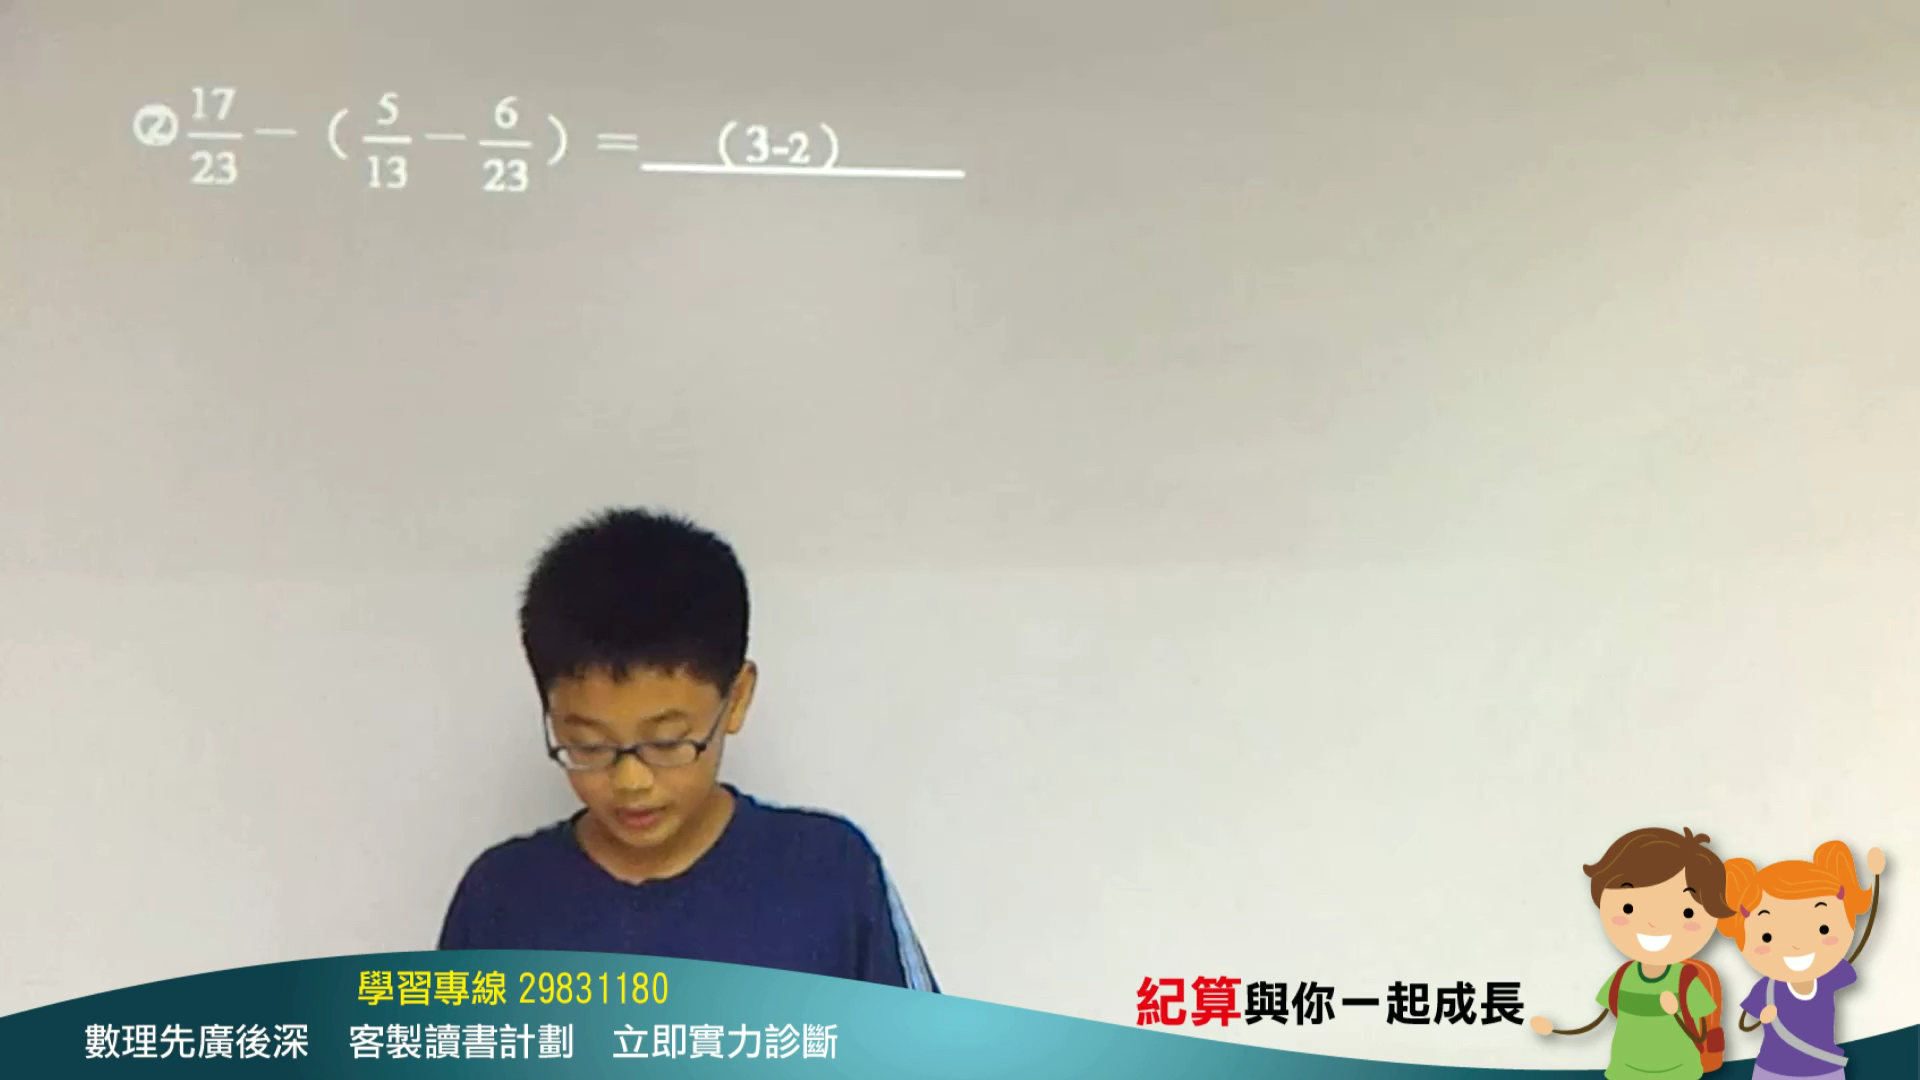 ❷ 17/23 － ( 5/13 － 6/23 ) ＝ (3-2)
學習專線 29831180
數理先廣後深 客製讀書計劃 立即實力診斷
紀算與你一起成長